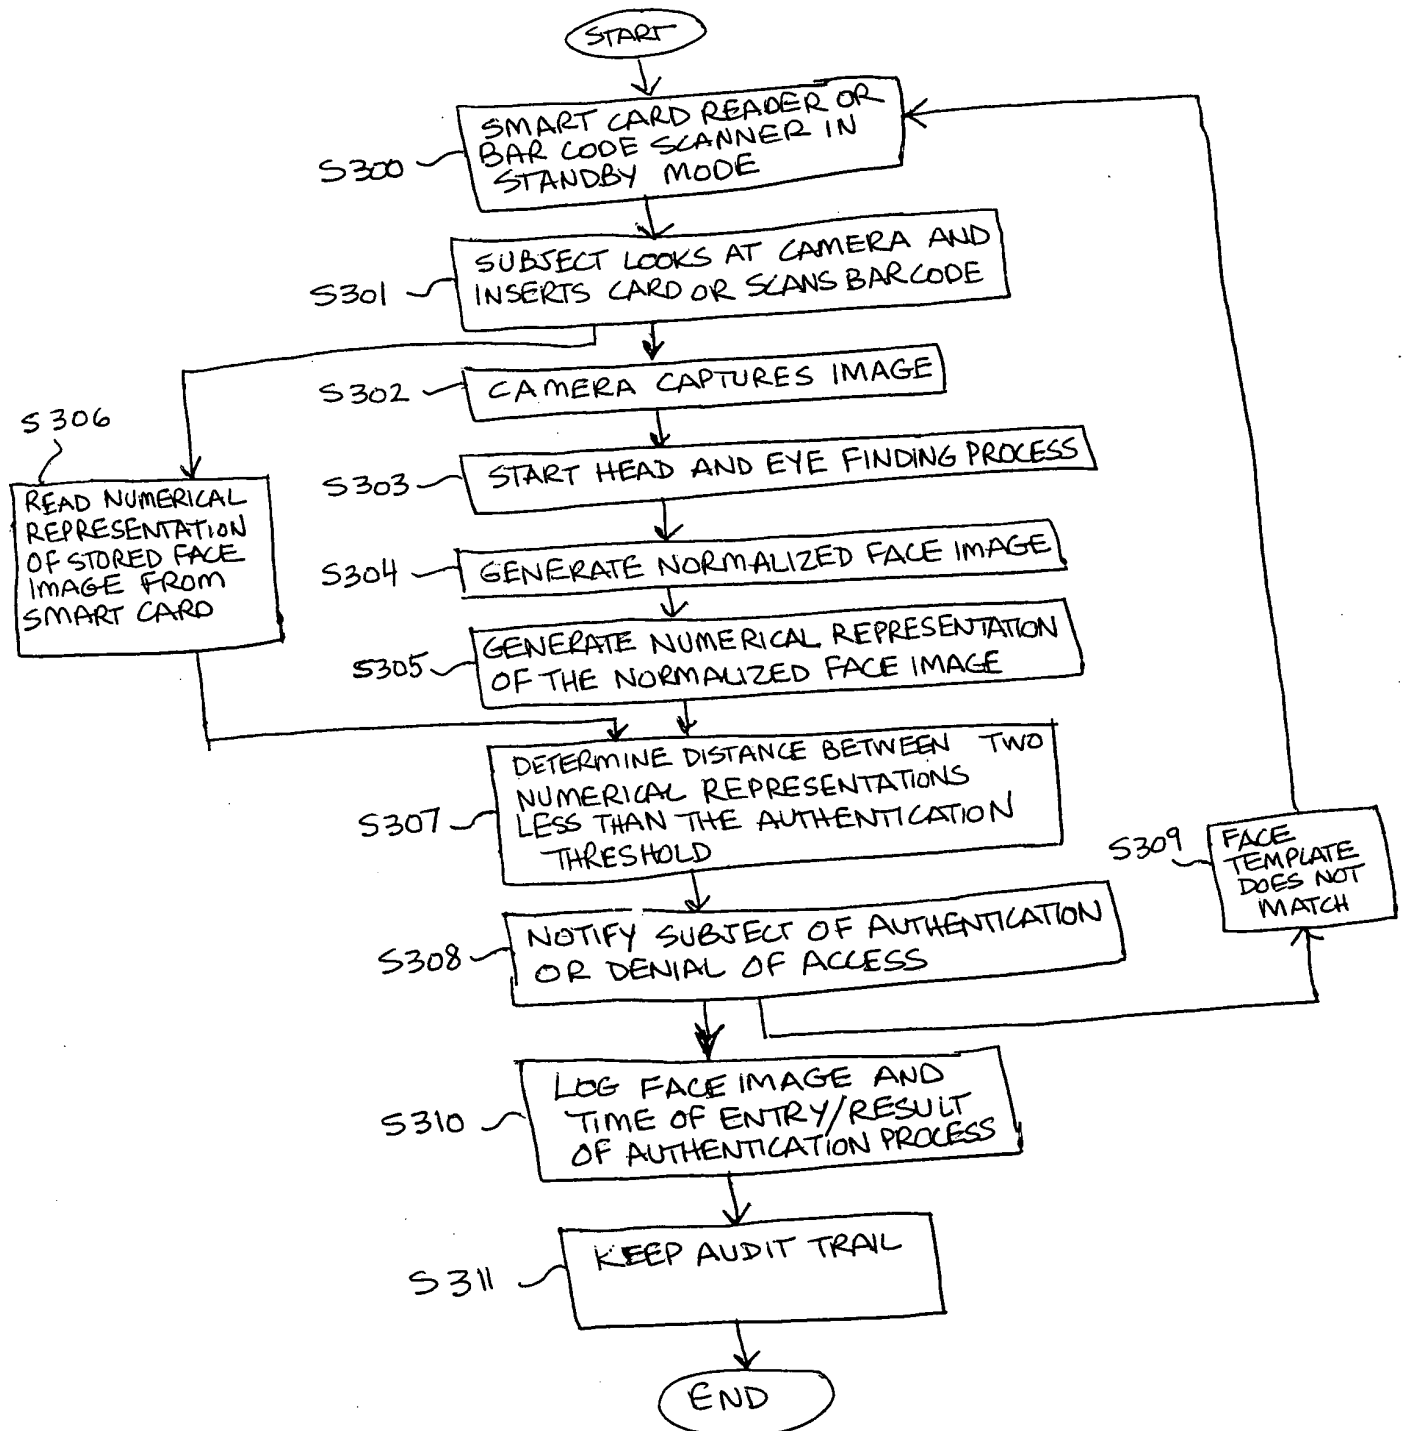 START
SMART CARD READER OR
BAR CODE SCANNER IN
STANDBY MODE
S300
SUBJECT LOOKS AT CAMERA AND
INSERTS CARD OR SCANS BARCODE
S301
CAMERA CAPTURES IMAGE
S302
START HEAD AND EYE FINDING PROCESS
S303
S306
READ NUMERICAL
REPRESENTATION
OF STORED FACE
IMAGE FROM
SMART CARD
GENERATE NORMALIZED FACE IMAGE
S304
GENERATE NUMERICAL REPRESENTATION
OF THE NORMALIZED FACE IMAGE
S305
DETERMINE DISTANCE BETWEEN TWO
NUMERICAL REPRESENTATIONS
LESS THAN THE AUTHENTICATION
THRESHOLD
S307
S309
FACE
TEMPLATE
DOES NOT
MATCH
NOTIFY SUBJECT OF AUTHENTICATION
OR DENIAL OF ACCESS
S308
LOG FACE IMAGE AND
TIME OF ENTRY/RESULT
OF AUTHENTICATION PROCESS
S310
KEEP AUDIT TRAIL
S311
END